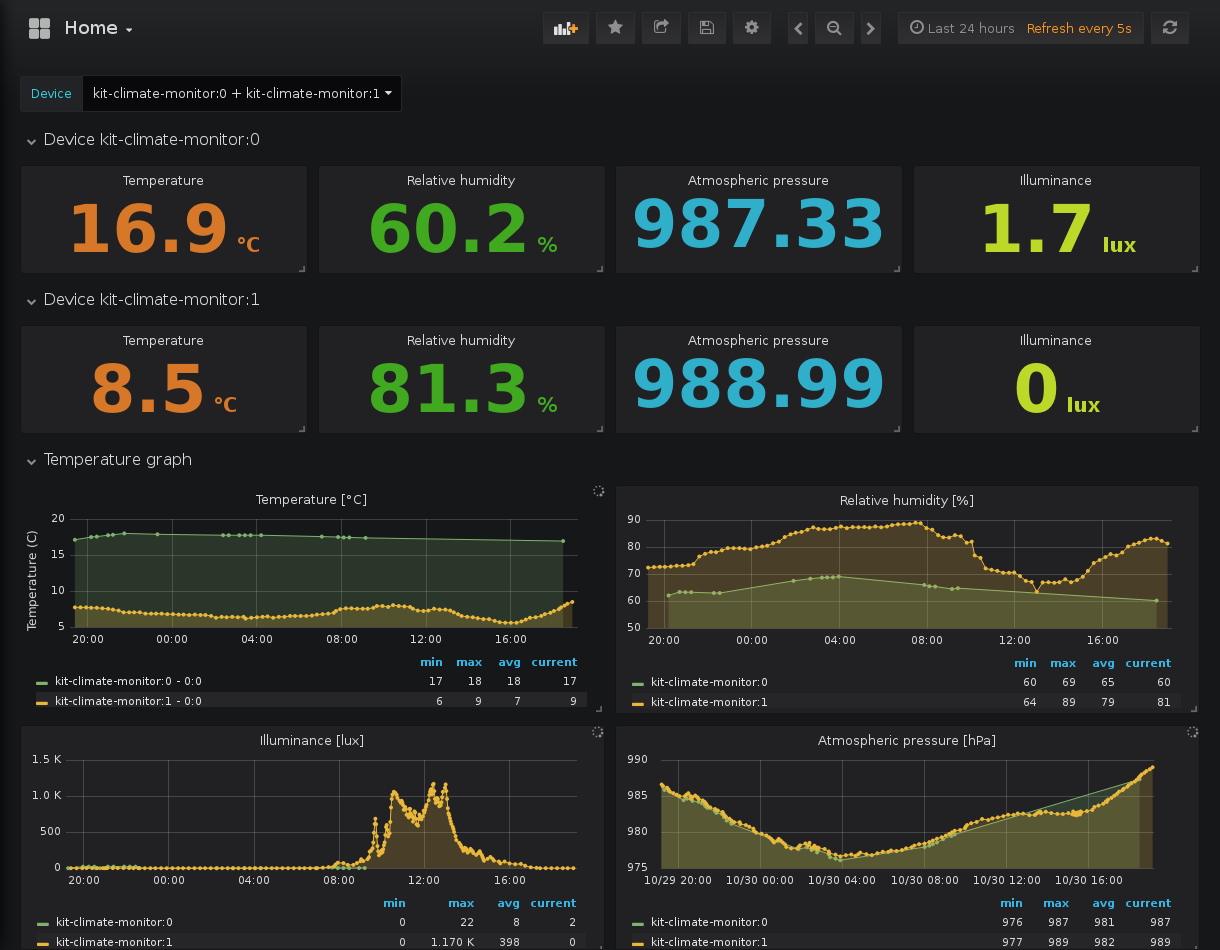 Home
Last 24 hours Refresh every 5s
Device kit-climate-monitor:0 + kit-climate-monitor:1
Device kit-climate-monitor:0
Temperature Relative humidity Atmospheric pressure Illuminance
16.9 °C 60.2 % 987.33 1.7 lux
Device kit-climate-monitor:1
Temperature Relative humidity Atmospheric pressure Illuminance
8.5 °C 81.3 % 988.99 0 lux
Temperature graph
Temperature [°C]
Temperature (C)
20
15
10
5
20:00 00:00 04:00 08:00 12:00 16:00
min max avg current
kit-climate-monitor:0 - 0:0 17 18 18 17
kit-climate-monitor:1 - 0:0 6 9 7 9
Relative humidity [%]
90
80
70
60
50
20:00 00:00 04:00 08:00 12:00 16:00
min max avg current
kit-climate-monitor:0 60 69 65 60
kit-climate-monitor:1 64 89 79 81
Illuminance [lux]
1.5 K
1.0 K
500
0
20:00 00:00 04:00 08:00 12:00 16:00
min max avg current
kit-climate-monitor:0 0 22 8 2
kit-climate-monitor:1 0 1.170 K 398 0
Atmospheric pressure [hPa]
990
985
980
975
10/29 20:00 10/30 00:00 10/30 04:00 10/30 08:00 10/30 12:00 10/30 16:00
min max avg current
kit-climate-monitor:0 976 987 981 987
kit-climate-monitor:1 977 989 982 989